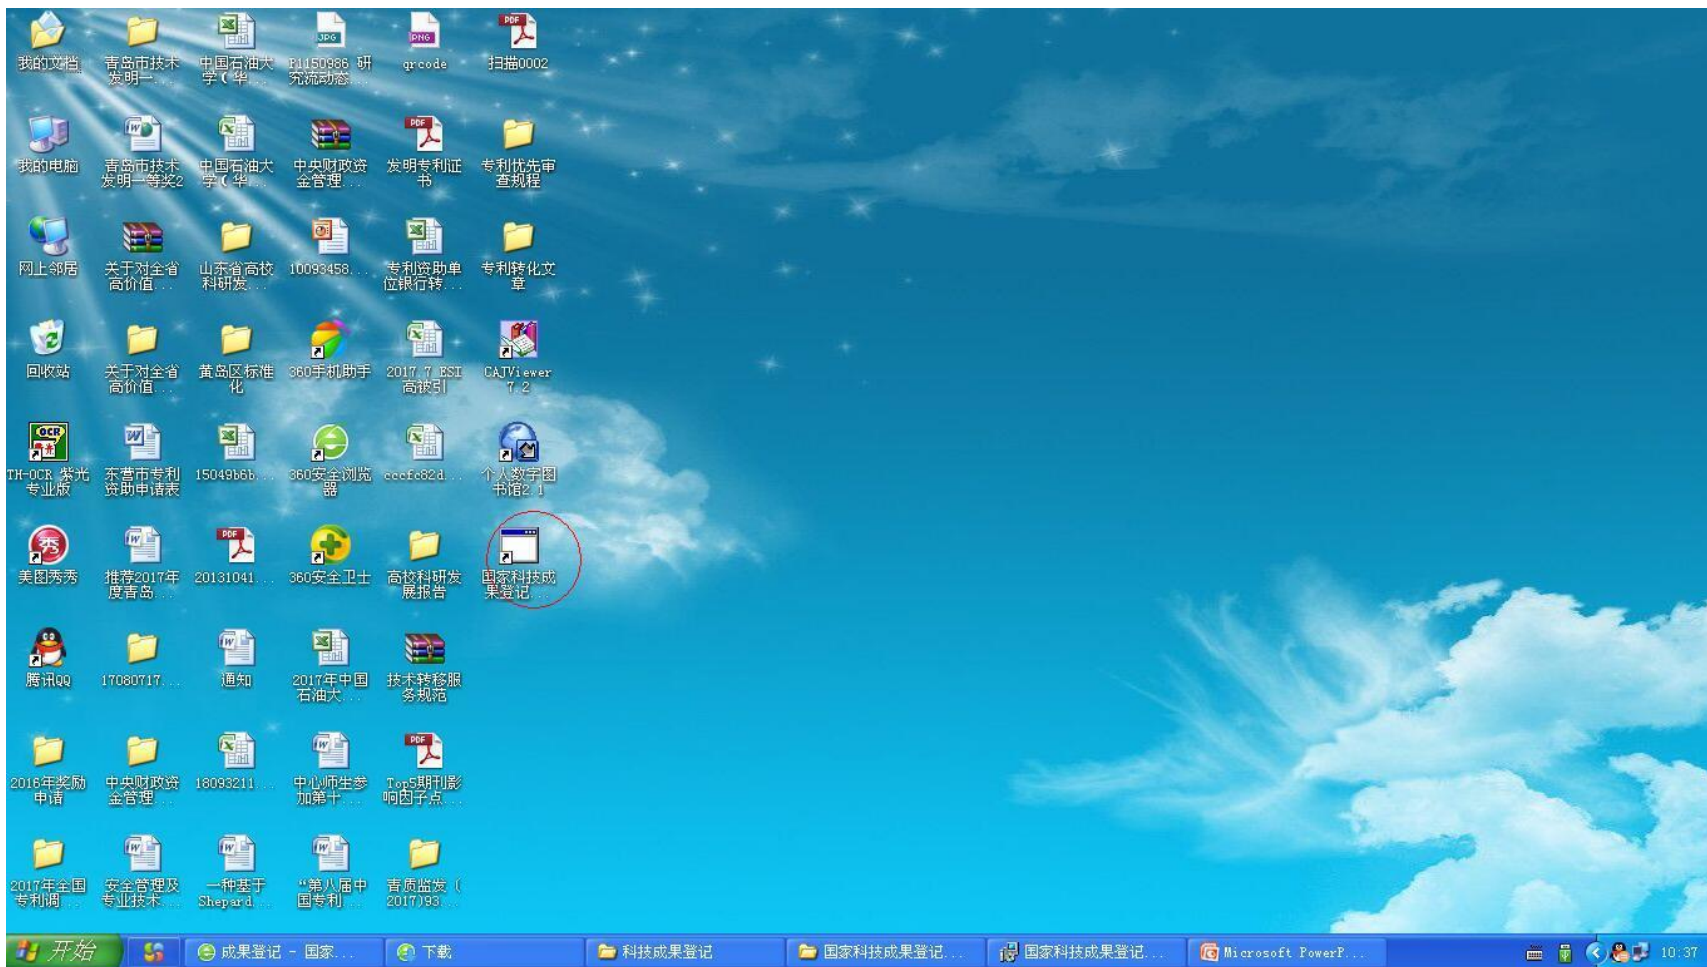 我的文档
青岛市技术
发明一...
中国石油大
学(华...
P1150986 研
究流动态...
qrcode
扫描0002
我的电脑
青岛市技术
发明一等奖2
中国石油大
学(华...
中央财政资
金管理...
发明专利证
书
专利优先审
查规程
网上邻居
关于对全省
高价值...
山东省高校
科研发...
10093458...
专利资助单
位银行转...
专利转化文
章
回收站
关于对全省
高价值...
黄岛区标准
化
360手机助手
2017.7 ESI
高被引
CAJViewer
7.2
TH-OCR 紫光
专业版
东营市专利
资助申请表
15049b6b...
360安全浏览
器
cccfc82d...
个人数字图
书馆2.1
美图秀秀
推荐2017年
度青岛...
20131041...
360安全卫士
高校科研发
展报告
国家科技成
果登记...
腾讯QQ
17080717...
通知
2017年中国
石油大...
技术转移服
务规范
2016年奖励
申请
中央财政资
金管理...
18093211...
中心师生参
加第十...
Top5期刊影
响因子点...
2017年全国
专利调...
安全管理及
专业技术...
一种基于
Shepard...
“第八届中
国专利...
青质监发(
2017)93...
开始
成果登记 - 国家...
下载
科技成果登记
国家科技成果登记...
国家科技成果登记...
Microsoft PowerP...
10:37